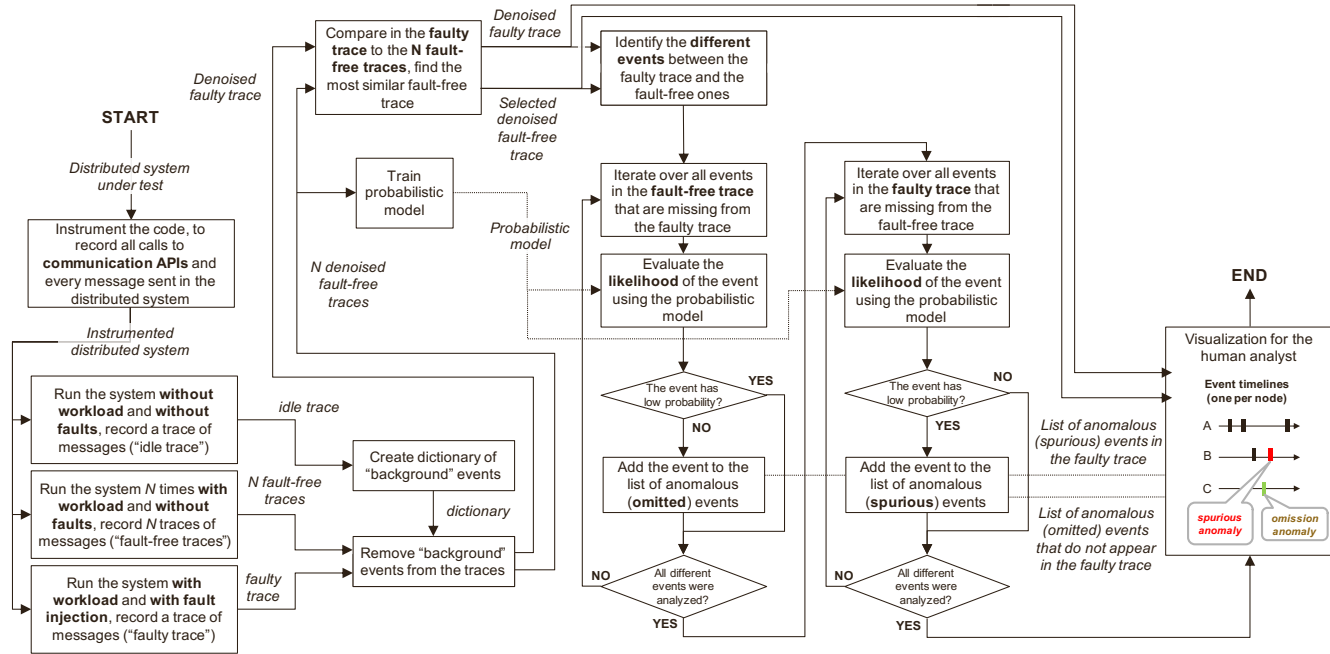 START
Distributed system
under test
Instrument the code, to
record all calls to
communication APIs and
every message sent in the
distributed system
Instrumented
distributed system
Run the system without
workload and without
faults, record a trace of
messages (“idle trace”)
Run the system N times with
workload and without
faults, record N traces of
messages (“fault-free traces”)
Run the system with
workload and with fault
injection, record a trace of
messages (“faulty trace”)
idle trace
N fault-free
traces
faulty
trace
Create dictionary of
“background” events
dictionary
Remove “background”
events from the traces
Denoised
faulty trace
N denoised
fault-free
traces
Compare in the faulty
trace to the N fault-
free traces, find the
most similar fault-free
trace
Train
probabilistic
model
Probabilistic
model
Denoised
faulty trace
Selected
denoised
fault-free
trace
Identify the different
events between the
faulty trace and the
fault-free ones
Iterate over all events
in the fault-free trace
that are missing from
the faulty trace
Evaluate the
likelihood of the event
using the probabilistic
model
The event has
low probability?
YES
NO
Add the event to the
list of anomalous
(omitted) events
All different
events were
analyzed?
NO
YES
Iterate over all events
in the faulty trace that
are missing from the
fault-free trace
Evaluate the
likelihood of the event
using the probabilistic
model
The event has
low probability?
NO
YES
Add the event to the
list of anomalous
(spurious) events
All different
events were
analyzed?
NO
YES
List of anomalous
(spurious) events in
the faulty trace
List of anomalous
(omitted) events
that do not appear
in the faulty trace
END
Visualization for the
human analyst
Event timelines
(one per node)
A
B
C
spurious
anomaly
omission
anomaly